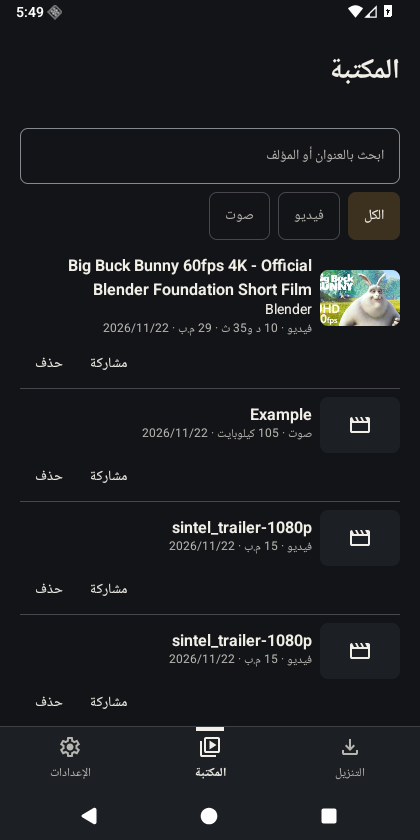 5:49
المكتبة
ابحث بالعنوان أو المؤلف
الكل
فيديو
صوت
Big Buck Bunny 60fps 4K - Official
Blender Foundation Short Film
Blender
فيديو · 10 د و35 ث · 29 م.ب · 2026/11/22
مشاركة
حذف
Example
صوت · 105 كيلوبايت · 2026/11/22
مشاركة
حذف
sintel_trailer-1080p
فيديو · 15 م.ب · 2026/11/22
مشاركة
حذف
sintel_trailer-1080p
فيديو · 15 م.ب · 2026/11/22
مشاركة
حذف
التنزيل
المكتبة
الإعدادات